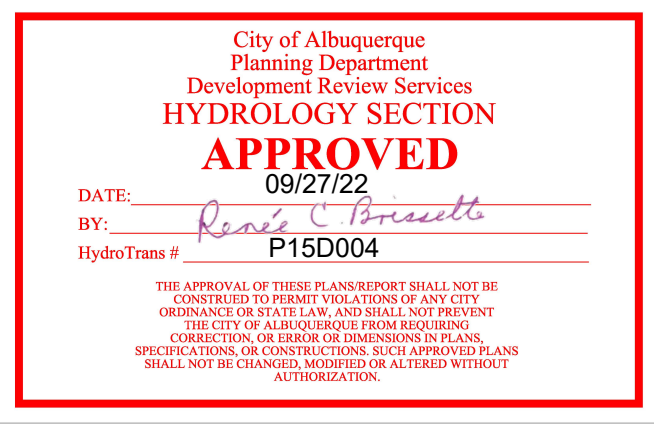 City of Albuquerque
Planning Department
Development Review Services
HYDROLOGY SECTION
APPROVED
DATE: 09/27/22
BY: Renée C. Brissette
HydroTrans # P15D004
THE APPROVAL OF THESE PLANS/REPORT SHALL NOT BE
CONSTRUED TO PERMIT VIOLATIONS OF ANY CITY
ORDINANCE OR STATE LAW, AND SHALL NOT PREVENT
THE CITY OF ALBUQUERQUE FROM REQUIRING
CORRECTION, OR ERROR OR DIMENSIONS IN PLANS,
SPECIFICATIONS, OR CONSTRUCTIONS. SUCH APPROVED PLANS
SHALL NOT BE CHANGED, MODIFIED OR ALTERED WITHOUT
AUTHORIZATION.